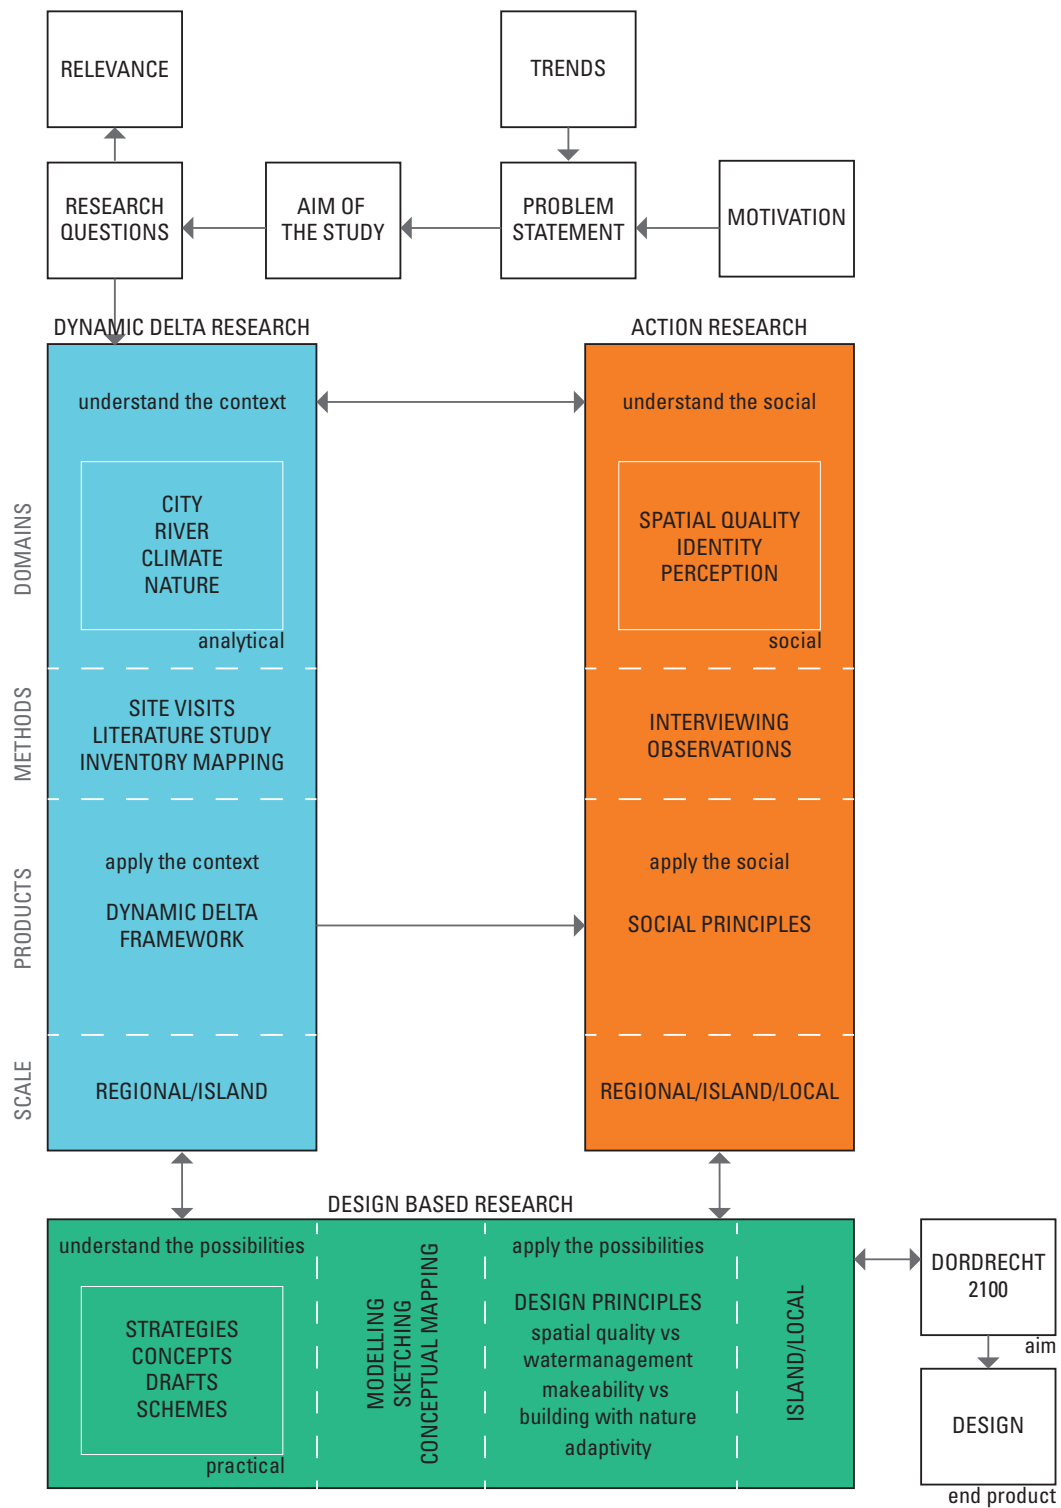 RELEVANCE
TRENDS
RESEARCH
QUESTIONS
AIM OF
THE STUDY
PROBLEM
STATEMENT
MOTIVATION
DYNAMIC DELTA RESEARCH
ACTION RESEARCH
understand the context
understand the social
DOMAINS
CITY
RIVER
CLIMATE
NATURE
analytical
SPATIAL QUALITY
IDENTITY
PERCEPTION
social
METHODS
SITE VISITS
LITERATURE STUDY
INVENTORY MAPPING
INTERVIEWING
OBSERVATIONS
PRODUCTS
apply the context
DYNAMIC DELTA
FRAMEWORK
apply the social
SOCIAL PRINCIPLES
SCALE
REGIONAL/ISLAND
REGIONAL/ISLAND/LOCAL
DESIGN BASED RESEARCH
understand the possibilities
STRATEGIES
CONCEPTS
DRAFTS
SCHEMES
practical
MODELLING
SKETCHING
CONCEPTUAL MAPPING
apply the possibilities
DESIGN PRINCIPLES
spatial quality vs
watermanagement
makeability vs
building with nature
adaptivity
ISLAND/LOCAL
DORDRECHT
2100
aim
DESIGN
end product